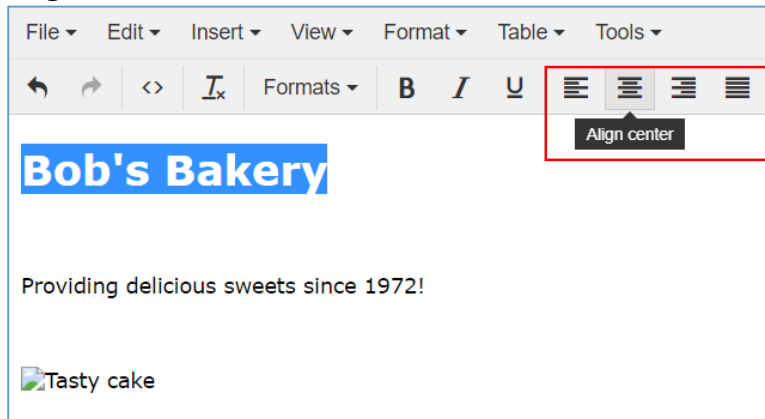 File Edit Insert View Format Table Tools
<> Tx Formats B I U
Align center
Bob's Bakery
Providing delicious sweets since 1972!
Tasty cake